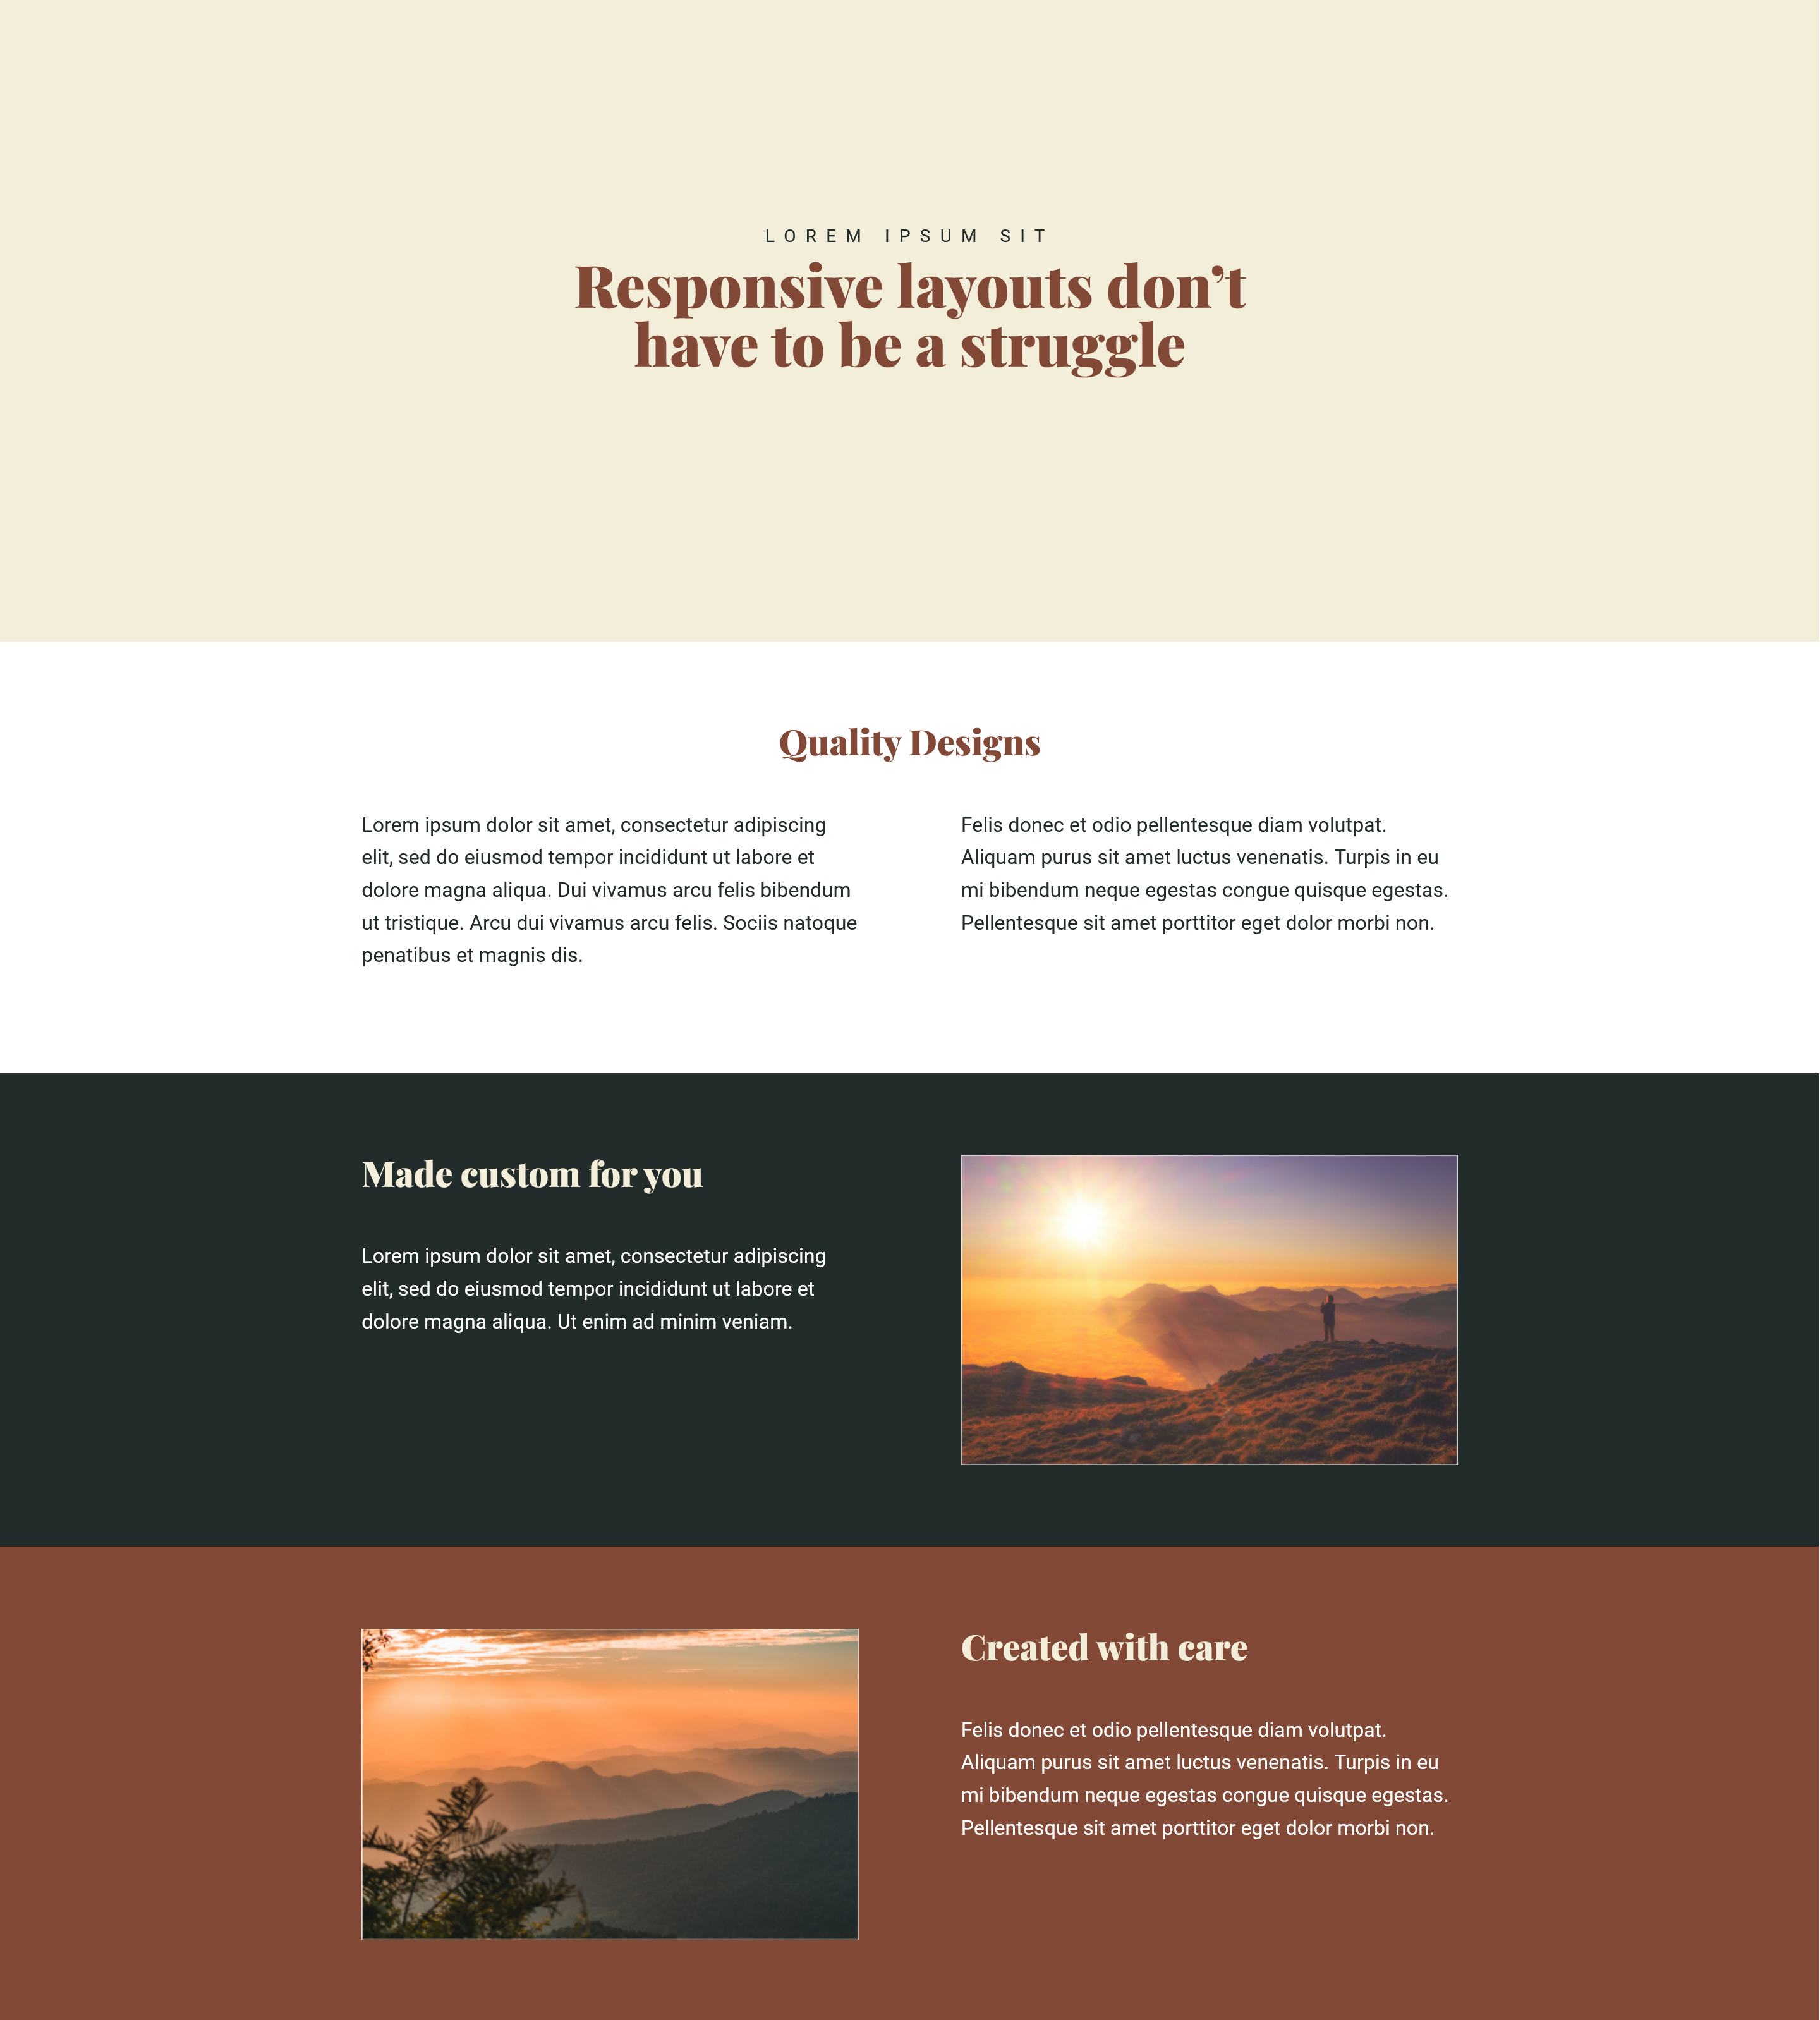 LOREM IPSUM SIT
Responsive layouts don’t
have to be a struggle
Quality Designs
Lorem ipsum dolor sit amet, consectetur adipiscing
elit, sed do eiusmod tempor incididunt ut labore et
dolore magna aliqua. Dui vivamus arcu felis bibendum
ut tristique. Arcu dui vivamus arcu felis. Sociis natoque
penatibus et magnis dis.
Felis donec et odio pellentesque diam volutpat.
Aliquam purus sit amet luctus venenatis. Turpis in eu
mi bibendum neque egestas congue quisque egestas.
Pellentesque sit amet porttitor eget dolor morbi non.
Made custom for you
Lorem ipsum dolor sit amet, consectetur adipiscing
elit, sed do eiusmod tempor incididunt ut labore et
dolore magna aliqua. Ut enim ad minim veniam.
Created with care
Felis donec et odio pellentesque diam volutpat.
Aliquam purus sit amet luctus venenatis. Turpis in eu
mi bibendum neque egestas congue quisque egestas.
Pellentesque sit amet porttitor eget dolor morbi non.